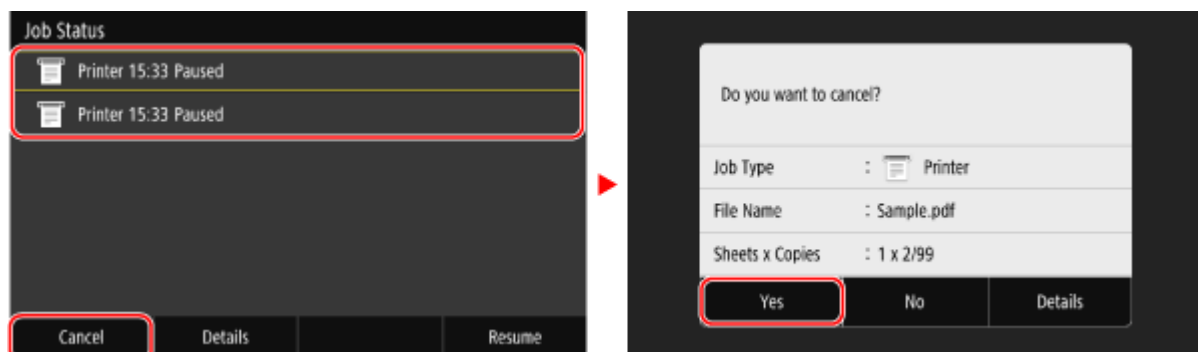 Job Status
Printer 15:33 Paused
Printer 15:33 Paused
Cancel Details Resume
Do you want to cancel?
Job Type : Printer
File Name : Sample.pdf
Sheets x Copies : 1 x 2/99
Yes No Details